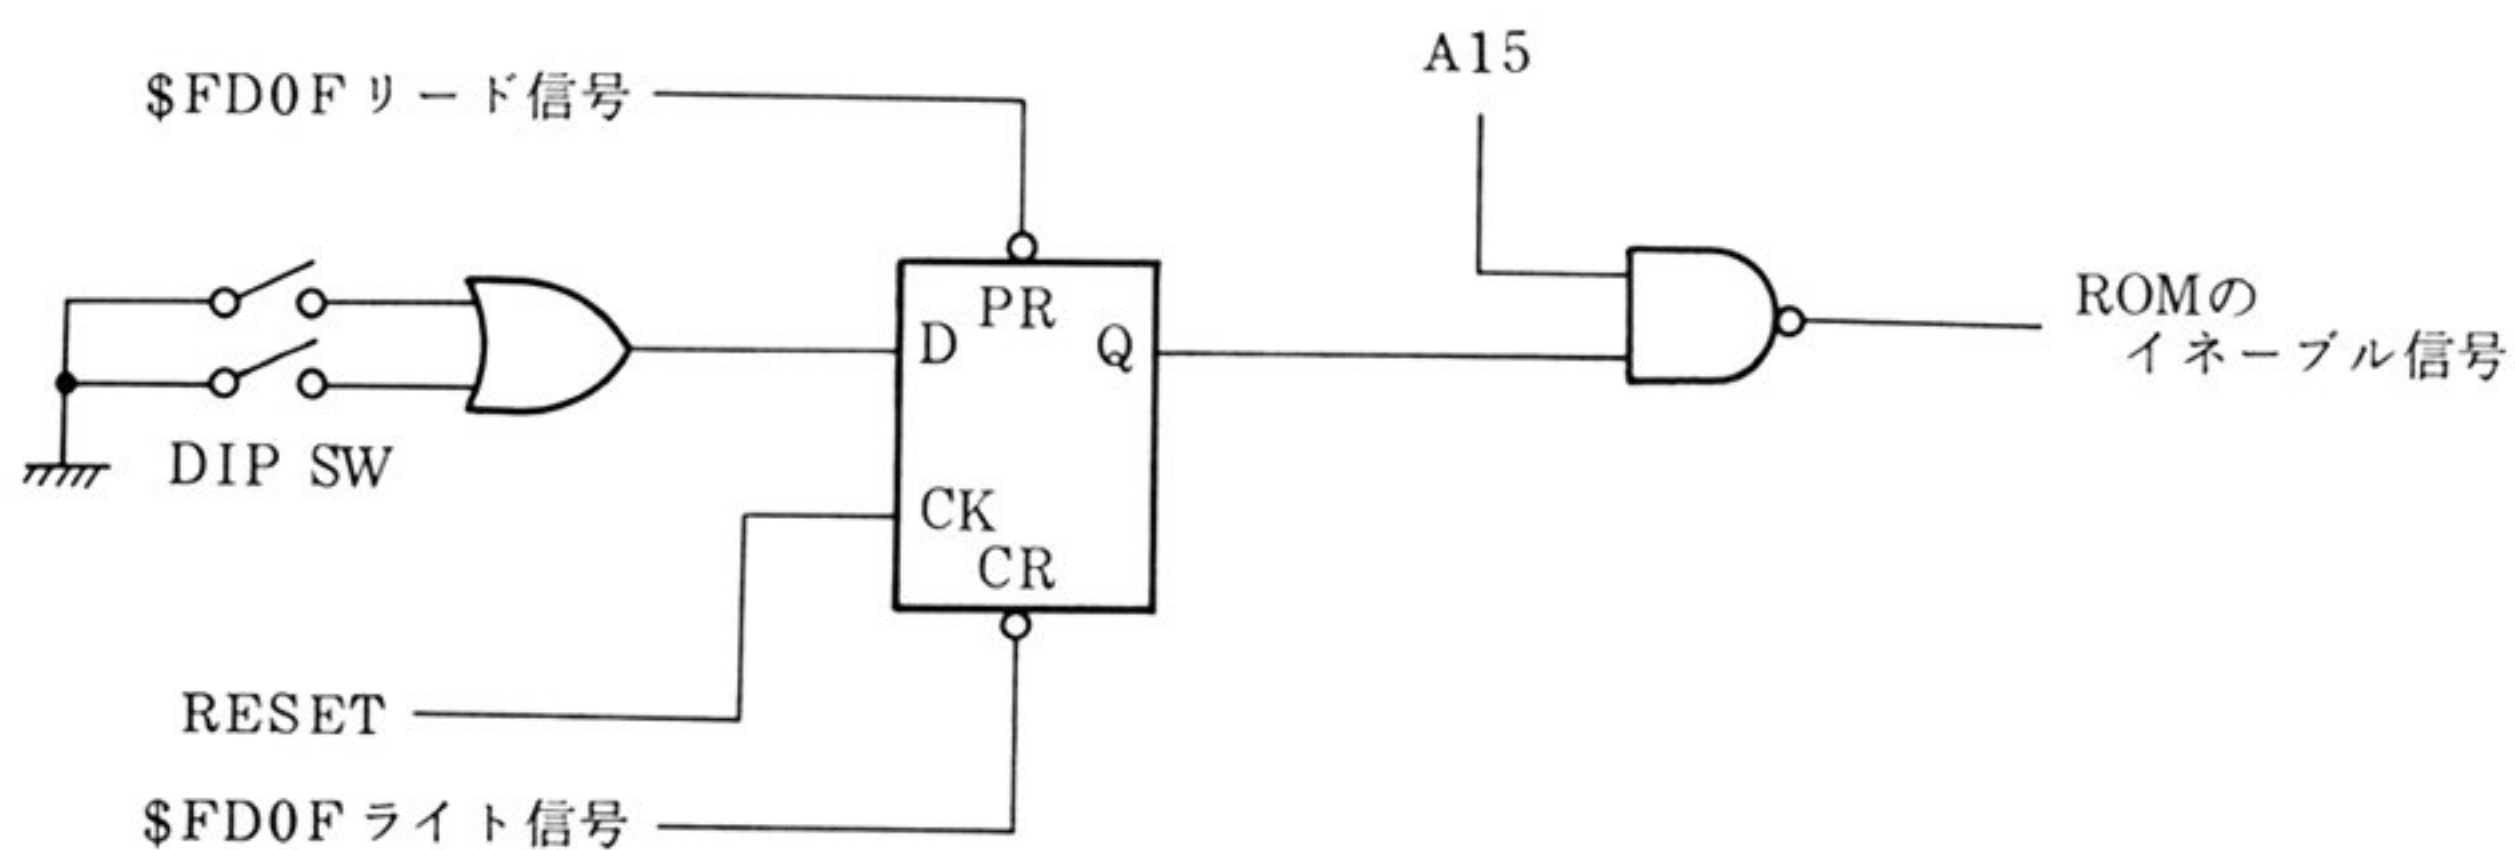 A15
$FD0Fリード信号
PR
D
Q
ROMの
イネーブル信号
DIP SW
CK
CR
RESET
$FD0Fライト信号